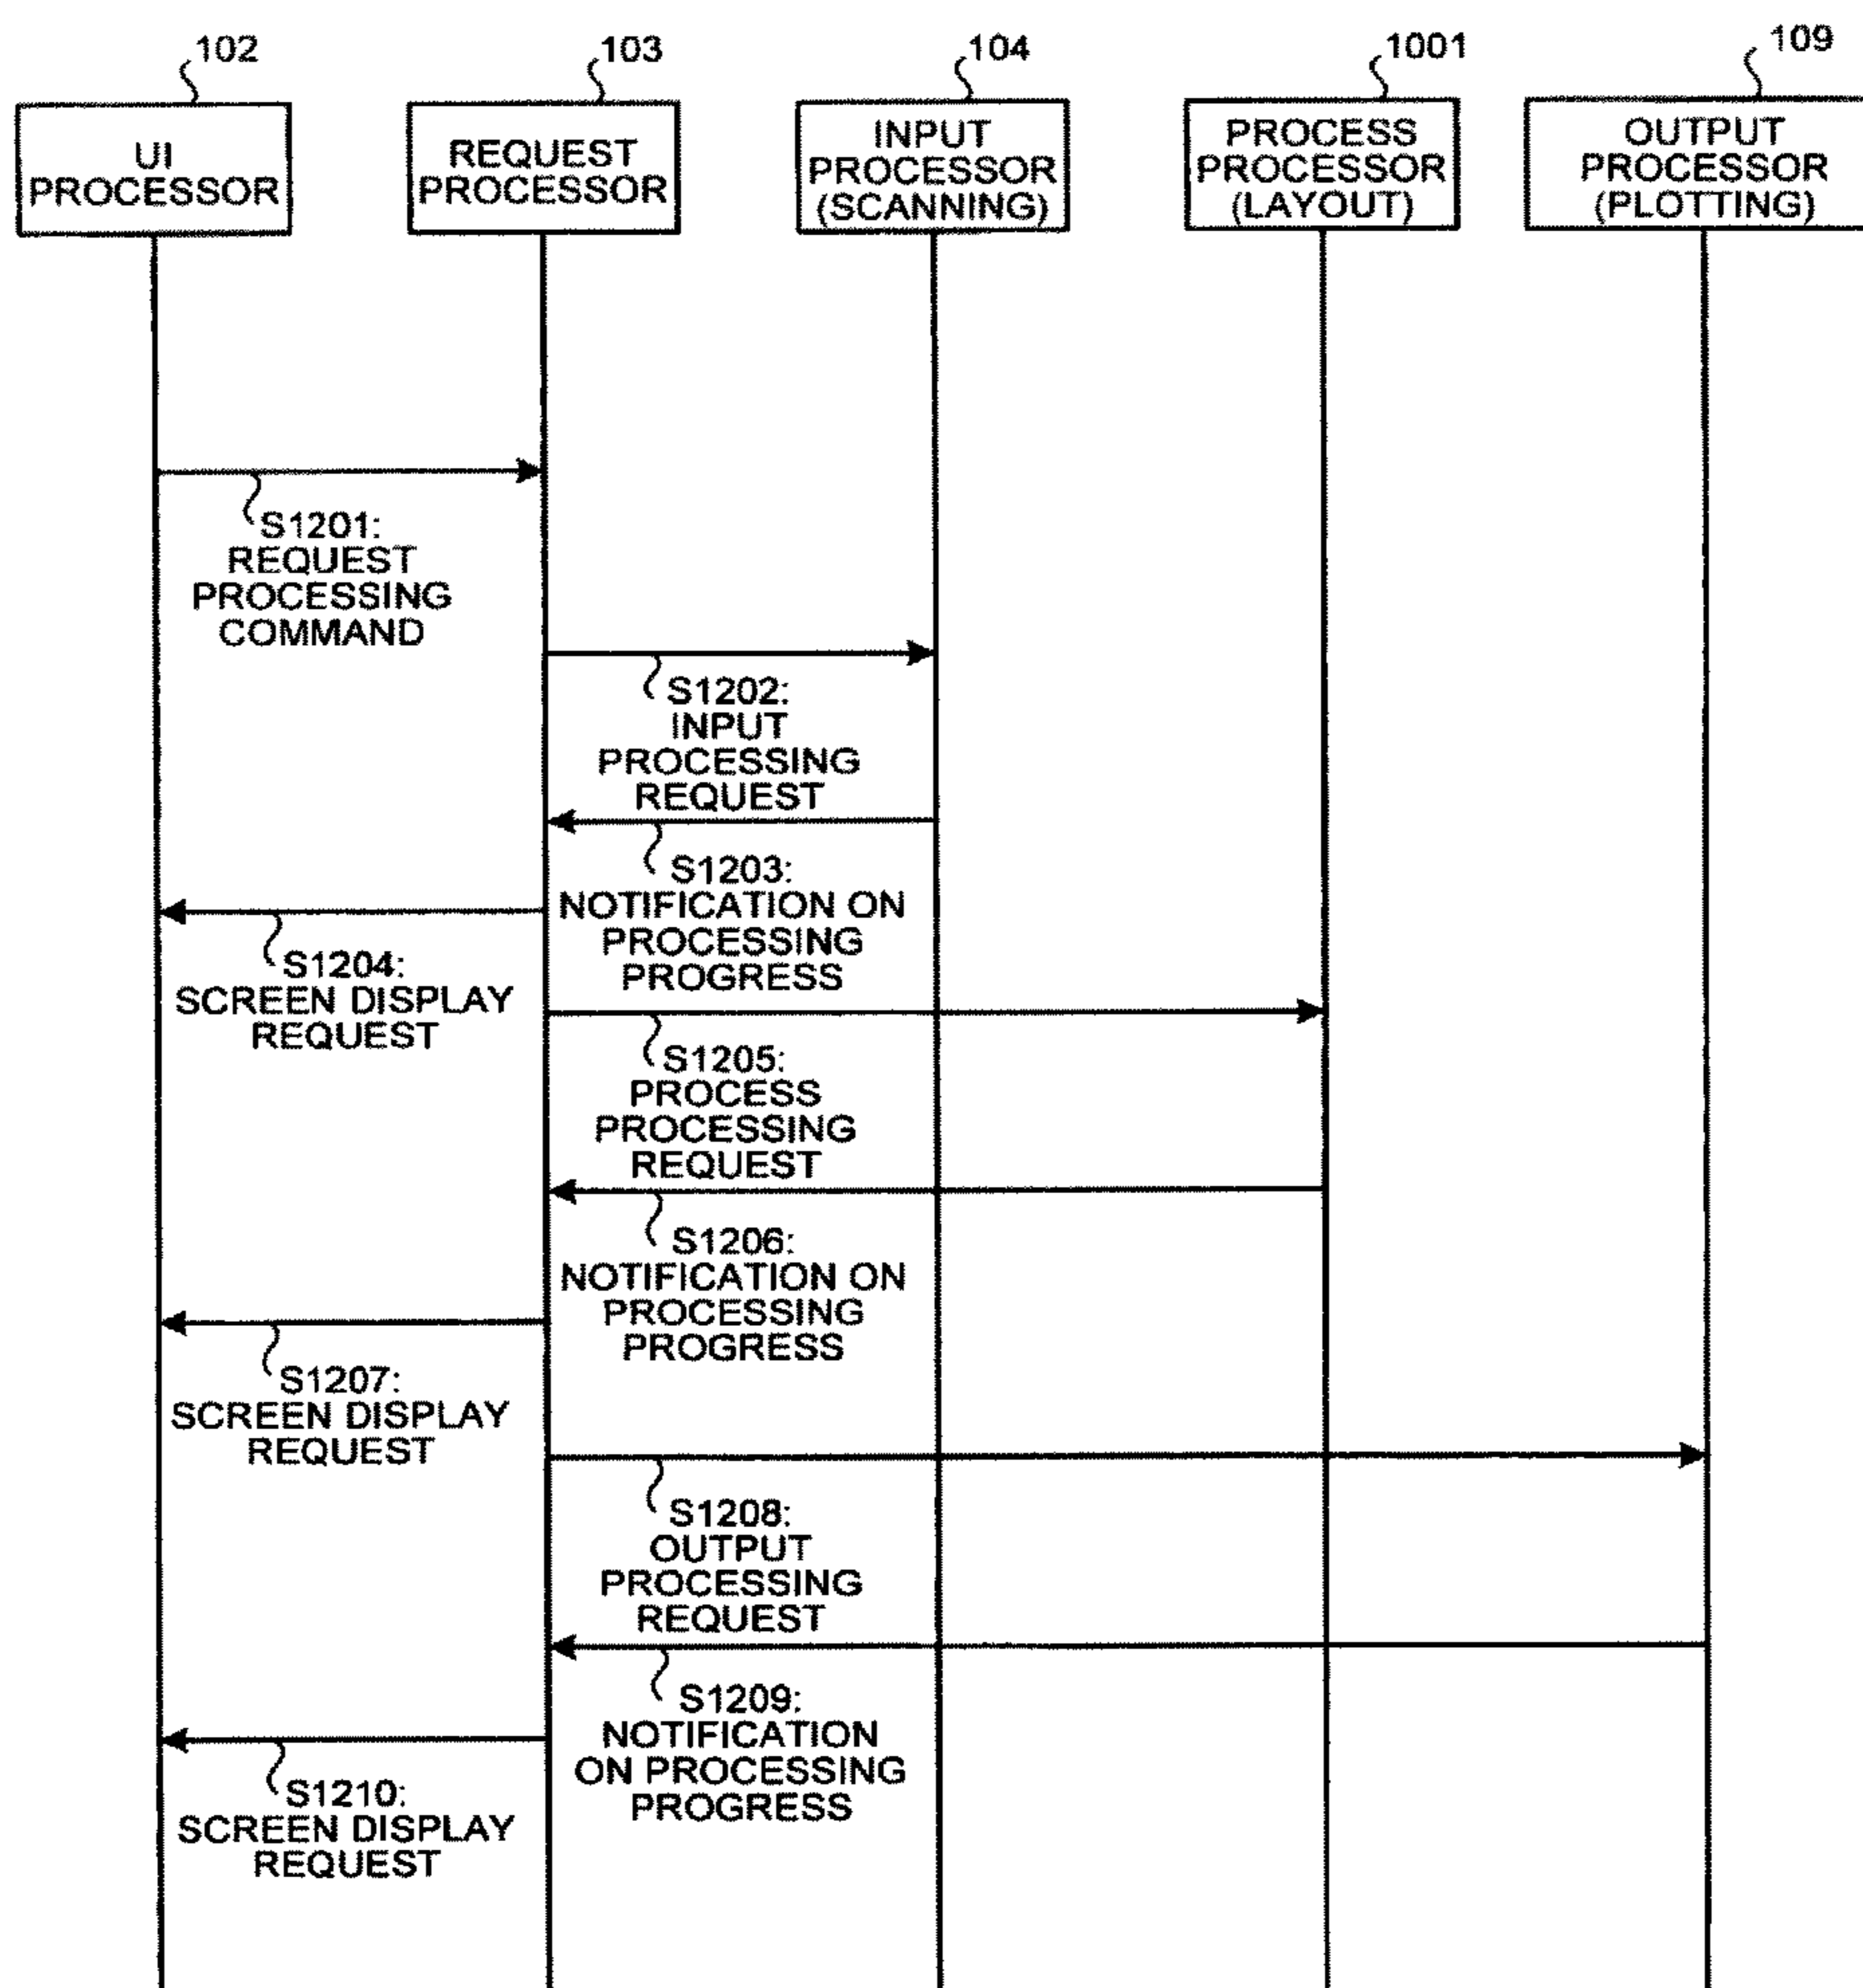 102
103
104
1001
109
UI
PROCESSOR
REQUEST
PROCESSOR
INPUT
PROCESSOR
(SCANNING)
PROCESS
PROCESSOR
(LAYOUT)
OUTPUT
PROCESSOR
(PLOTTING)
S1201:
REQUEST
PROCESSING
COMMAND
S1202:
INPUT
PROCESSING
REQUEST
S1203:
NOTIFICATION ON
PROCESSING
PROGRESS
S1204:
SCREEN DISPLAY
REQUEST
S1205:
PROCESS
PROCESSING
REQUEST
S1206:
NOTIFICATION ON
PROCESSING
PROGRESS
S1207:
SCREEN DISPLAY
REQUEST
S1208:
OUTPUT
PROCESSING
REQUEST
S1209:
NOTIFICATION
ON PROCESSING
PROGRESS
S1210:
SCREEN DISPLAY
REQUEST